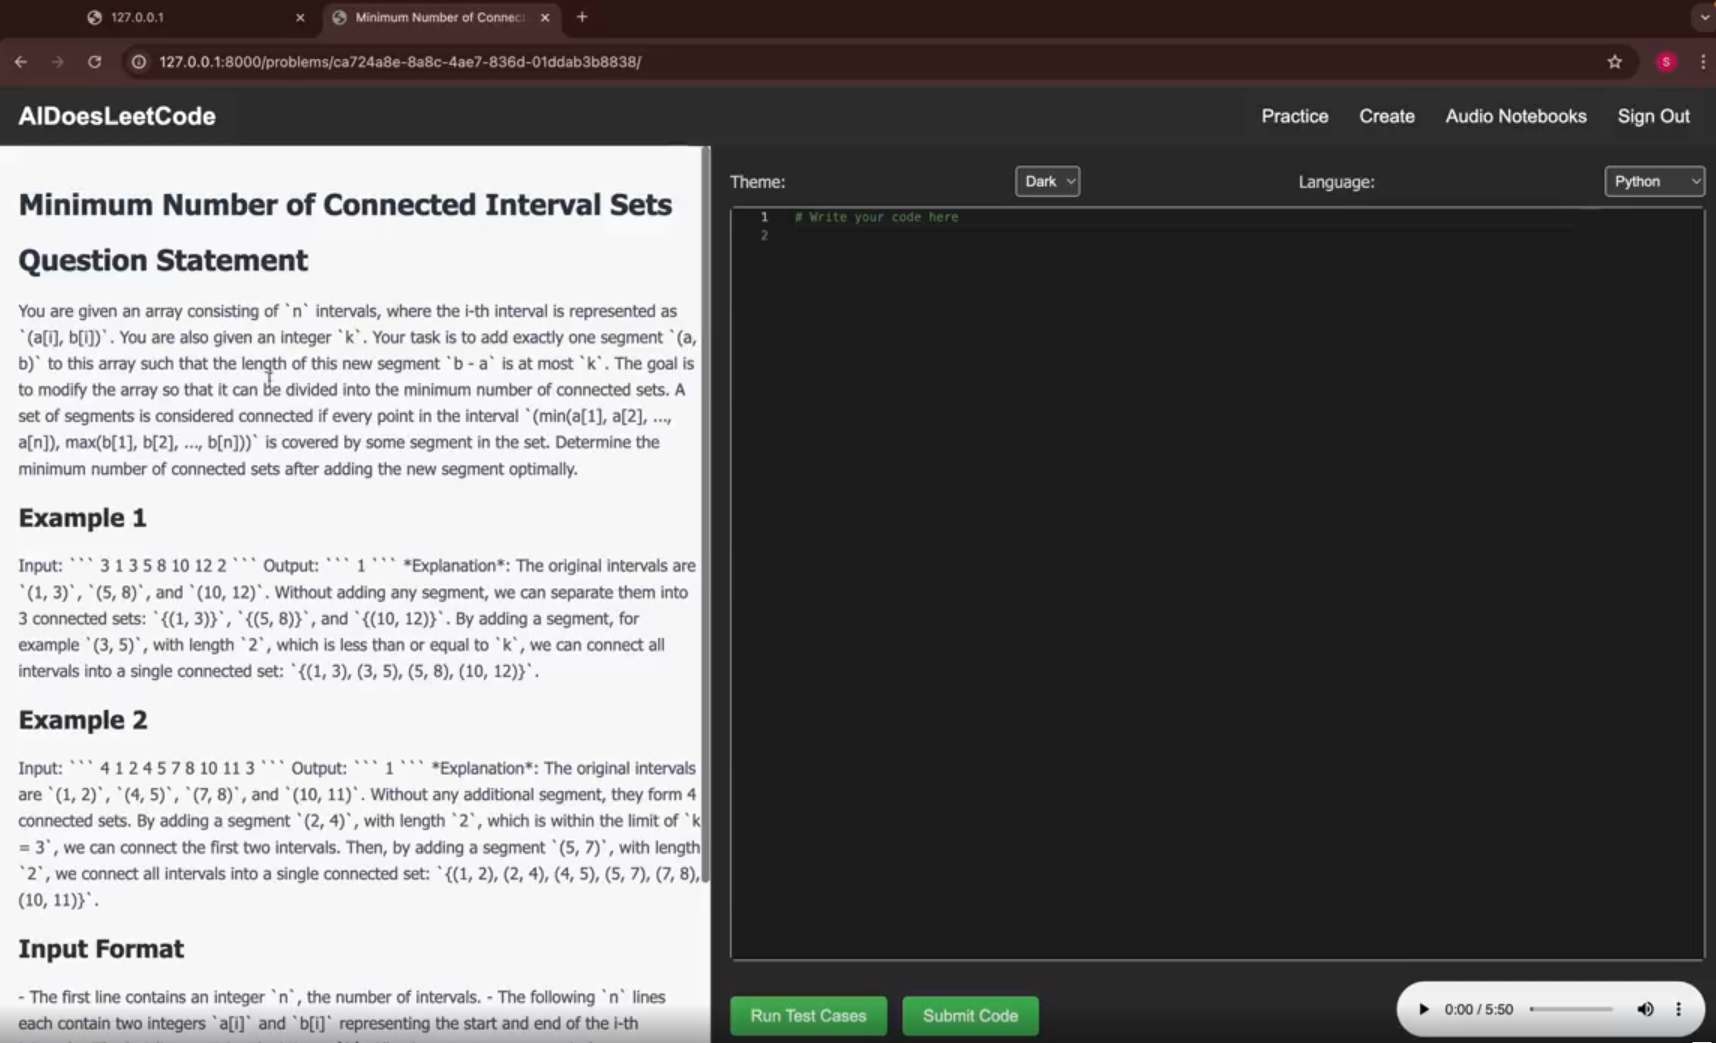 127.0.0.1
Minimum Number of Connec
127.0.0.1:8000/problems/ca724a8e-8a8c-4ae7-836d-01ddab3b8838/
S
AIDoesLeetCode
Practice
Create
Audio Notebooks
Sign Out
Minimum Number of Connected Interval Sets
Question Statement
You are given an array consisting of `n` intervals, where the i-th interval is represented as
`(a[i], b[i])`. You are also given an integer `k`. Your task is to add exactly one segment `(a,
b)` to this array such that the length of this new segment `b - a` is at most `k`. The goal is
to modify the array so that it can be divided into the minimum number of connected sets. A
set of segments is considered connected if every point in the interval `(min(a[1], a[2], ...,
a[n]), max(b[1], b[2], ..., b[n]))` is covered by some segment in the set. Determine the
minimum number of connected sets after adding the new segment optimally.
Example 1
Input: ``` 3 1 3 5 8 10 12 2 ``` Output: ``` 1 ``` *Explanation*: The original intervals are
`(1, 3)`, `(5, 8)`, and `(10, 12)`. Without adding any segment, we can separate them into
3 connected sets: `{(1, 3)}`, `{(5, 8)}`, and `{(10, 12)}`. By adding a segment, for
example `(3, 5)`, with length `2`, which is less than or equal to `k`, we can connect all
intervals into a single connected set: `{(1, 3), (3, 5), (5, 8), (10, 12)}`.
Example 2
Input: ``` 4 1 2 4 5 7 8 10 11 3 ``` Output: ``` 1 ``` *Explanation*: The original intervals
are `(1, 2)`, `(4, 5)`, `(7, 8)`, and `(10, 11)`. Without any additional segment, they form 4
connected sets. By adding a segment `(2, 4)`, with length `2`, which is within the limit of `k
= 3`, we can connect the first two intervals. Then, by adding a segment `(5, 7)`, with length
`2`, we connect all intervals into a single connected set: `{(1, 2), (2, 4), (4, 5), (5, 7), (7, 8),
(10, 11)}`.
Input Format
- The first line contains an integer `n`, the number of intervals. - The following `n` lines
each contain two integers `a[i]` and `b[i]` representing the start and end of the i-th
Theme:
Dark
Language:
Python
1 # Write your code here
2
Run Test Cases
Submit Code
0:00 / 5:50